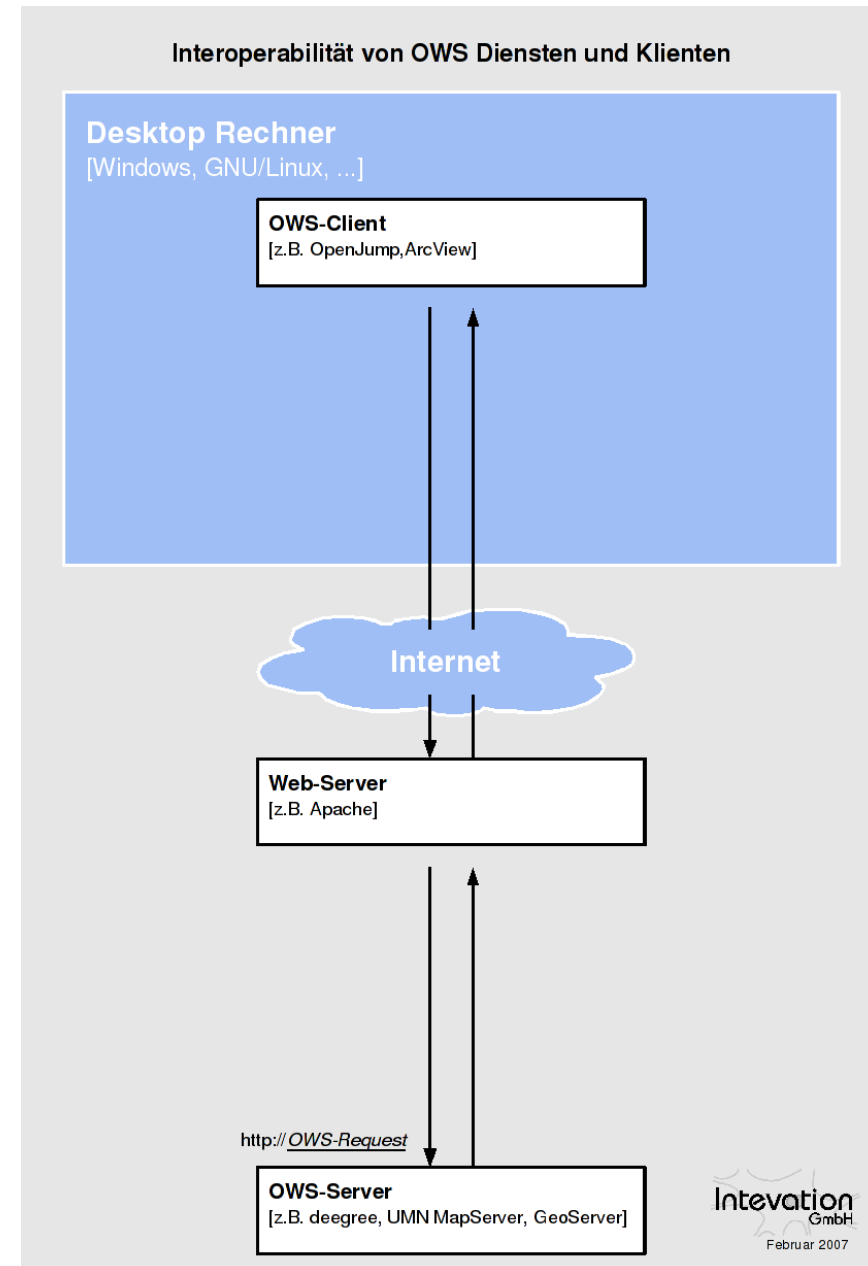 Interoperabilität von OWS Diensten und Klienten
Desktop Rechner
[Windows, GNU/Linux, ...]
OWS-Client
[z.B. OpenJump,ArcView]
Internet
Web-Server
[z.B. Apache]
http://OWS-Request
OWS-Server
[z.B. deegree, UMN MapServer, GeoServer]
Intevation
GmbH
Februar 2007